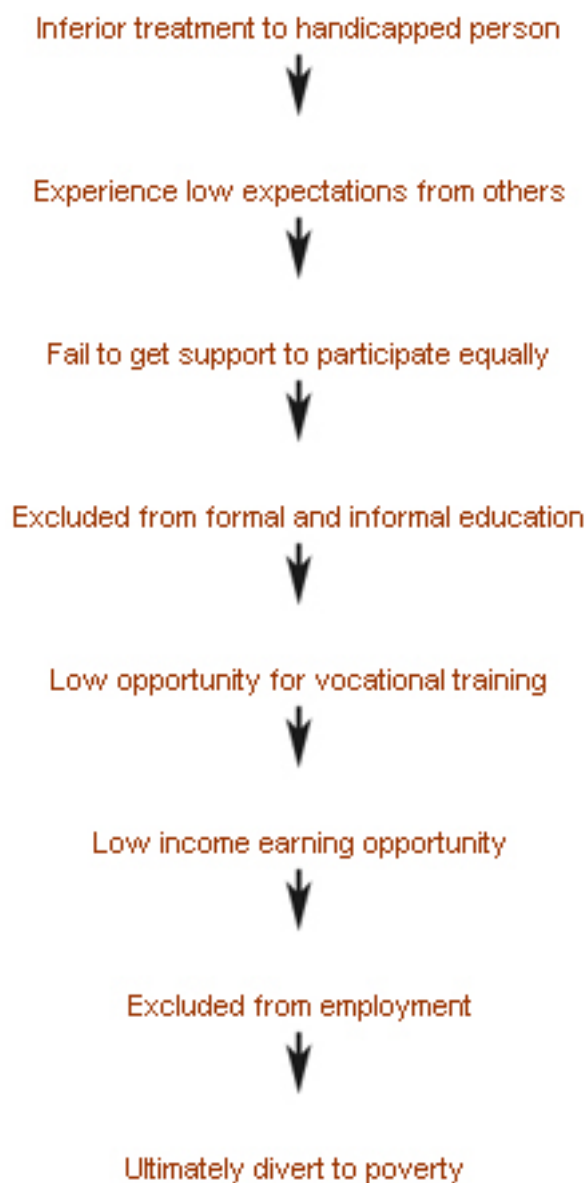 Inferior treatment to handicapped person
Experience low expectations from others
Fail to get support to participate equally
Excluded from formal and informal education
Low opportunity for vocational training
Low income earning opportunity
Excluded from employment
Ultimately divert to poverty